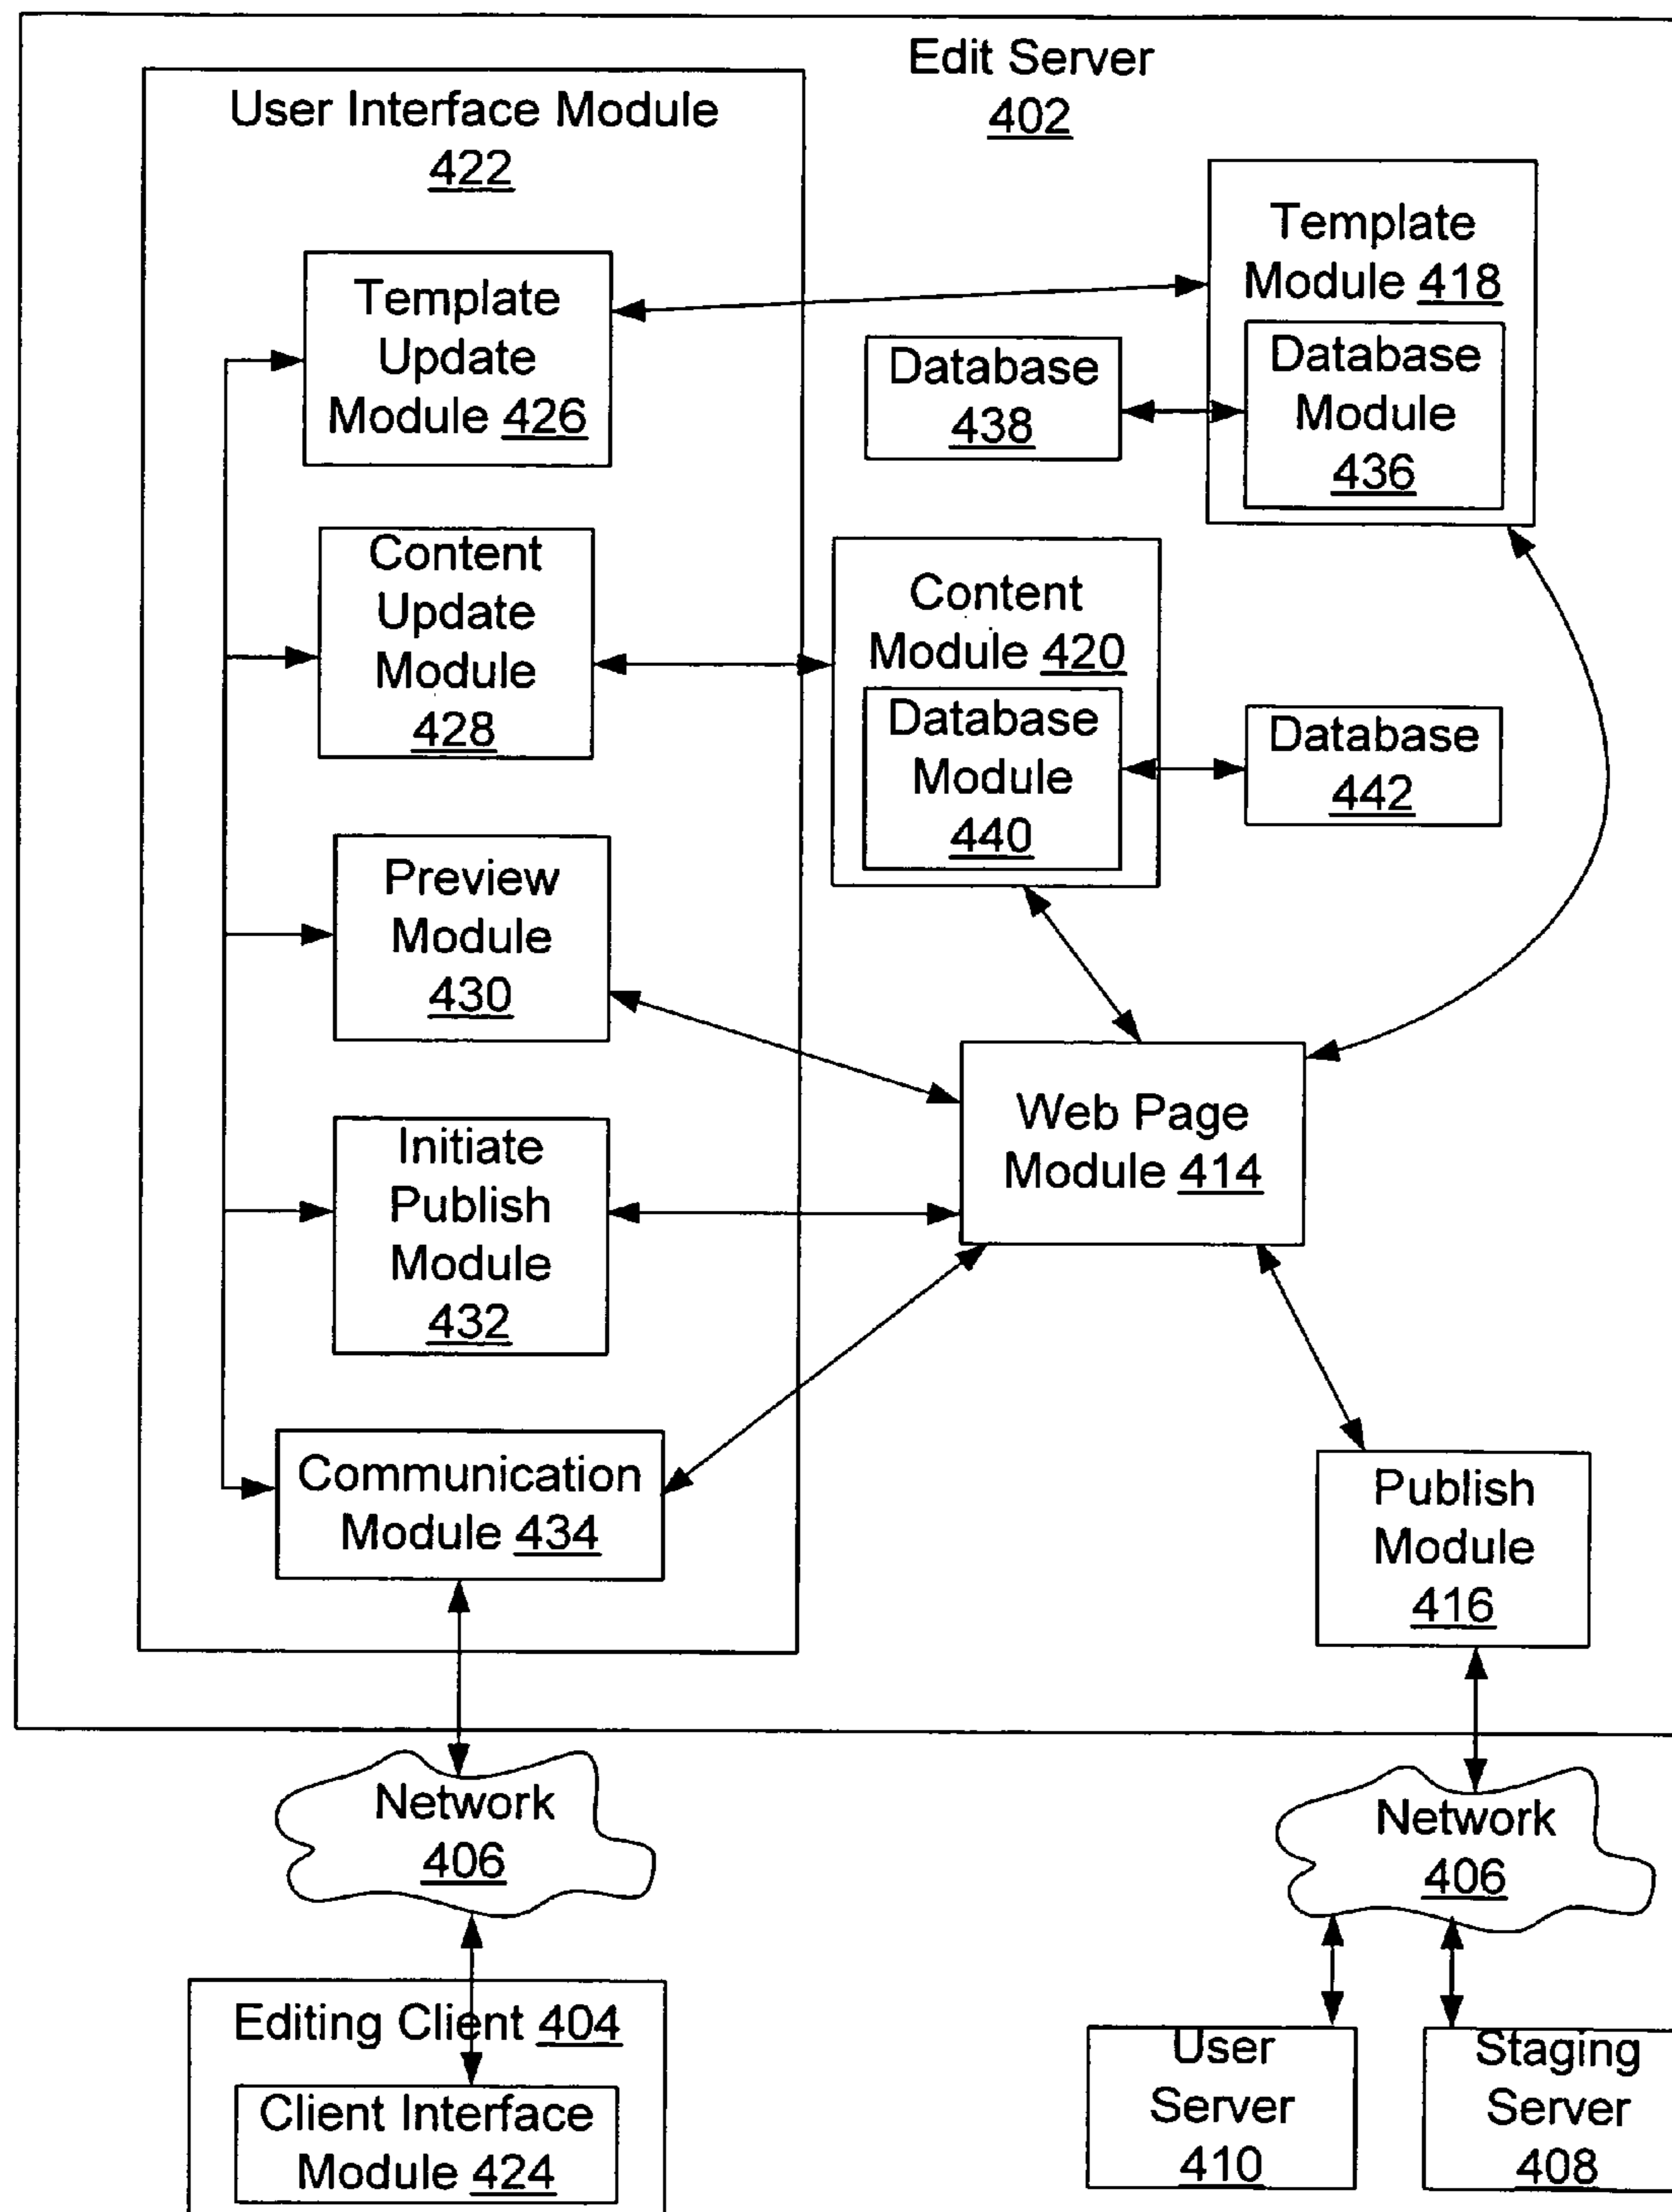 Edit Server
402
User Interface Module
422
Template
Update
Module 426
Content
Update
Module
428
Preview
Module
430
Initiate
Publish
Module
432
Communication
Module 434
Template
Module 418
Database
Module
436
Database
438
Content
Module 420
Database
Module
440
Database
442
Web Page
Module 414
Publish
Module
416
Network
406
Network
406
Editing Client 404
Client Interface
Module 424
User
Server
410
Staging
Server
408